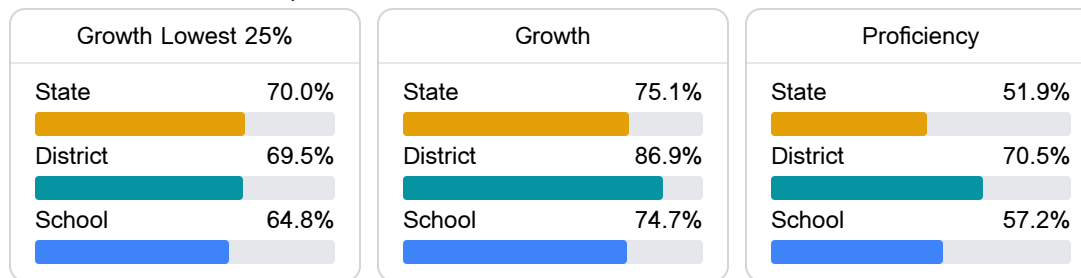 Growth Lowest 25%
State 70.0%
District 69.5%
School 64.8%
Growth
State 75.1%
District 86.9%
School 74.7%
Proficiency
State 51.9%
District 70.5%
School 57.2%